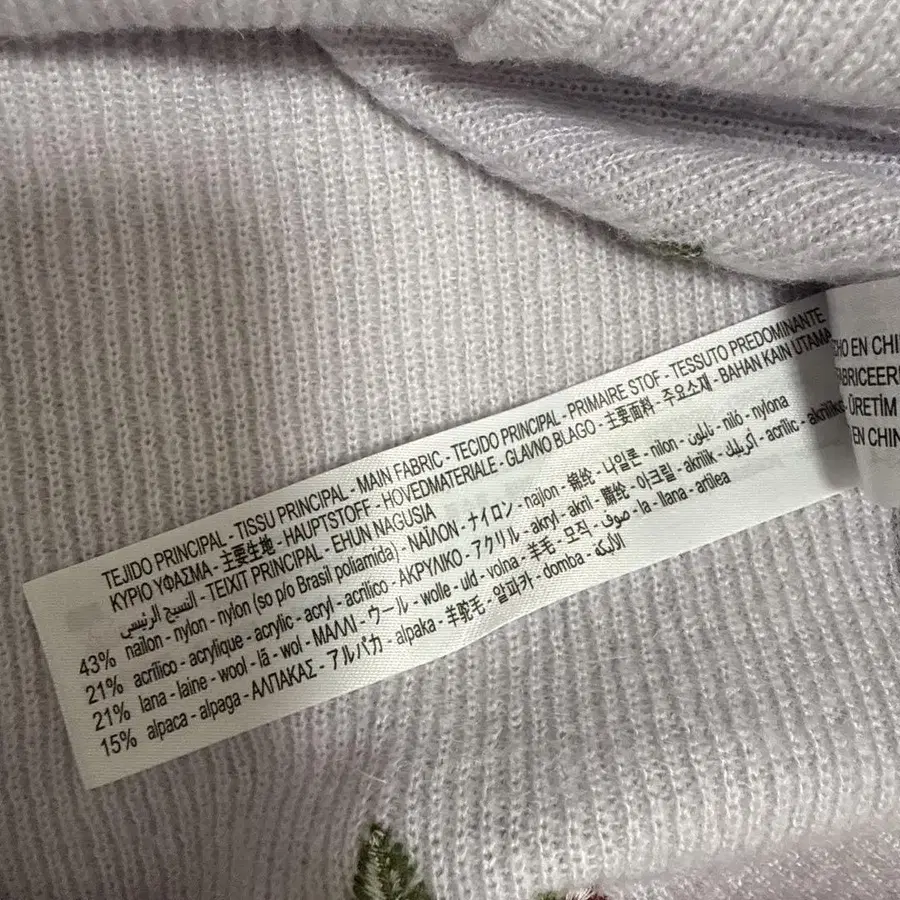 TEJIDO PRINCIPAL - TISSU PRINCIPAL - MAIN FABRIC - TECIDO PRINCIPAL - PRIMAIRE STOF - TESSUTO PREDOMINANTE
ΚΥΡΙΟ ΥΦΑΣΜΑ - 主要生地 - HAUPTSTOFF - HOVEDMATERIALE - GLAVNO BLAGO - 主要面料 - 주요소재 - BAHAN KAIN UTAMA
النسيج الرئيسي - TEIXIT PRINCIPAL - EHUN NAGUSIA
43% nailon - nylon - nylon (so p/o Brasil poliamida) - ΝΑΪΛΟΝ - ナイロン - najlon - 锦纶 - 나일론 - nilon - نايلون - niló - nylona
21% acrílico - acrylique - acrylic - acryl - acrilico - ΑΚΡΥΛΙΚΟ - アクリル - akryl - akril - 腈纶 - 아크릴 - akrilik - أكريليك - acrílic - akrilikoa
21% lana - laine - wool - lã - wol - ΜΑΛΛΙ - ウール - wolle - uld - volna - 羊毛 - 모직 - صوف - la - llana - artilea
15% alpaca - alpaga - ΑΛΠΑΚΑΣ - アルパカ - alpaka - 羊驼毛 - 알파카 - domba - الألبكة
HO EN CHI
ABRICEER
ÜRETİM
EN CHIN